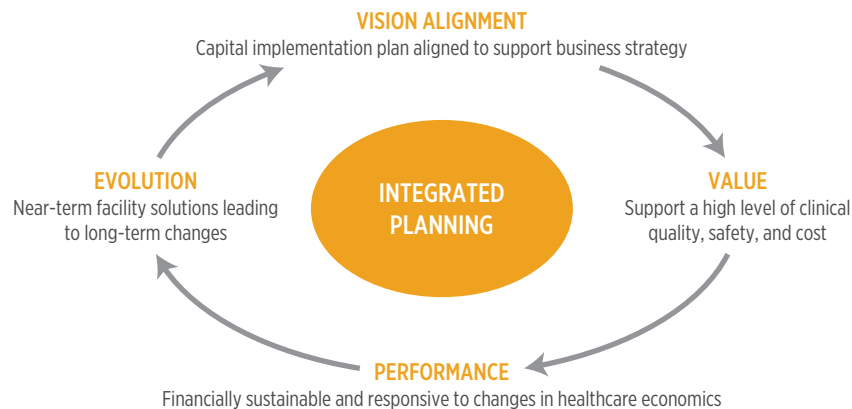 VISION ALIGNMENT
Capital implementation plan aligned to support business strategy
EVOLUTION
Near-term facility solutions leading
to long-term changes
INTEGRATED
PLANNING
VALUE
Support a high level of clinical
quality, safety, and cost
PERFORMANCE
Financially sustainable and responsive to changes in healthcare economics